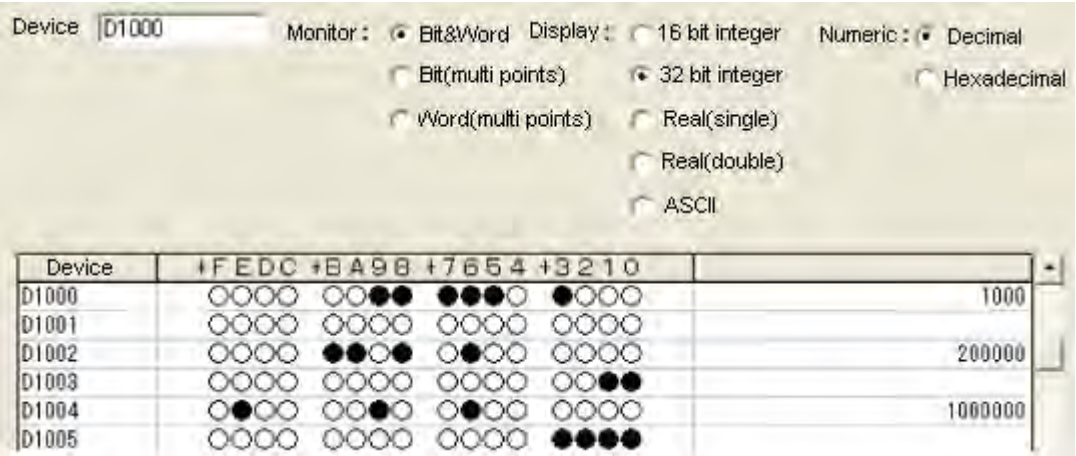 Device D1000 Monitor : Bit&Word Display : 16 bit integer Numeric : Decimal
Bit(multi points) 32 bit integer Hexadecimal
Word(multi points) Real(single)
Real(double)
ASCII
Device +F E D C +B A 9 8 +7 6 5 4 +3 2 1 0
D1000 1000
D1001
D1002 200000
D1003
D1004 1000000
D1005